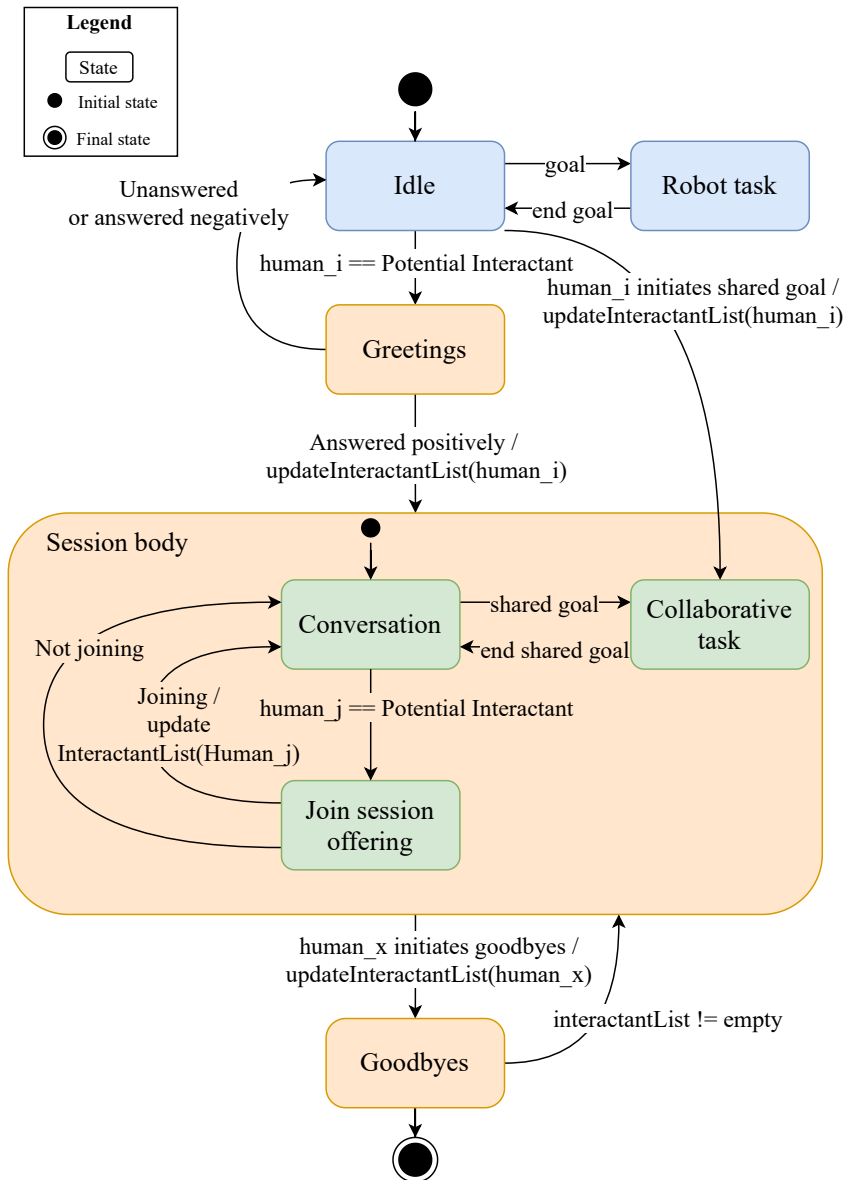 Legend
State
Initial state
Final state
Idle
goal
Robot task
end goal
Unanswered
or answered negatively
human_i == Potential Interactant
human_i initiates shared goal /
updateInteractantList(human_i)
Greetings
Answered positively /
updateInteractantList(human_i)
Session body
Conversation
shared goal
Collaborative
task
end shared goal
Not joining
Joining /
update
InteractantList(Human_j)
human_j == Potential Interactant
Join session
offering
human_x initiates goodbyes /
updateInteractantList(human_x)
interactantList != empty
Goodbyes